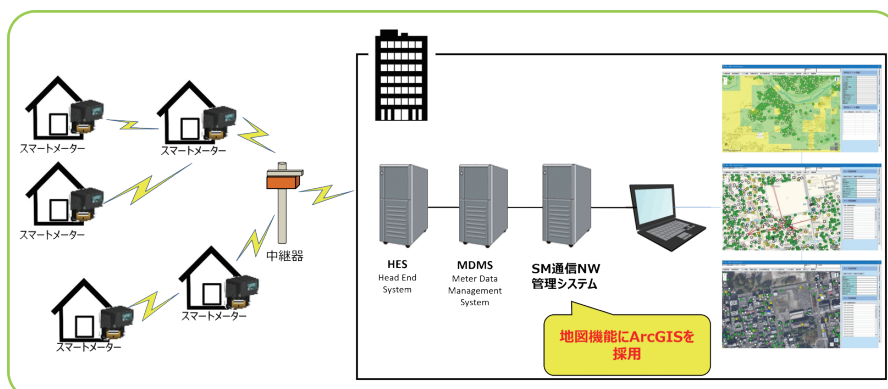 スマートメーター
スマートメーター
スマートメーター
スマートメーター
スマートメーター
中継器
HES
Head End
System
MDMS
Meter Data
Management
System
SM通信NW
管理システム
地図機能にArcGISを
採用